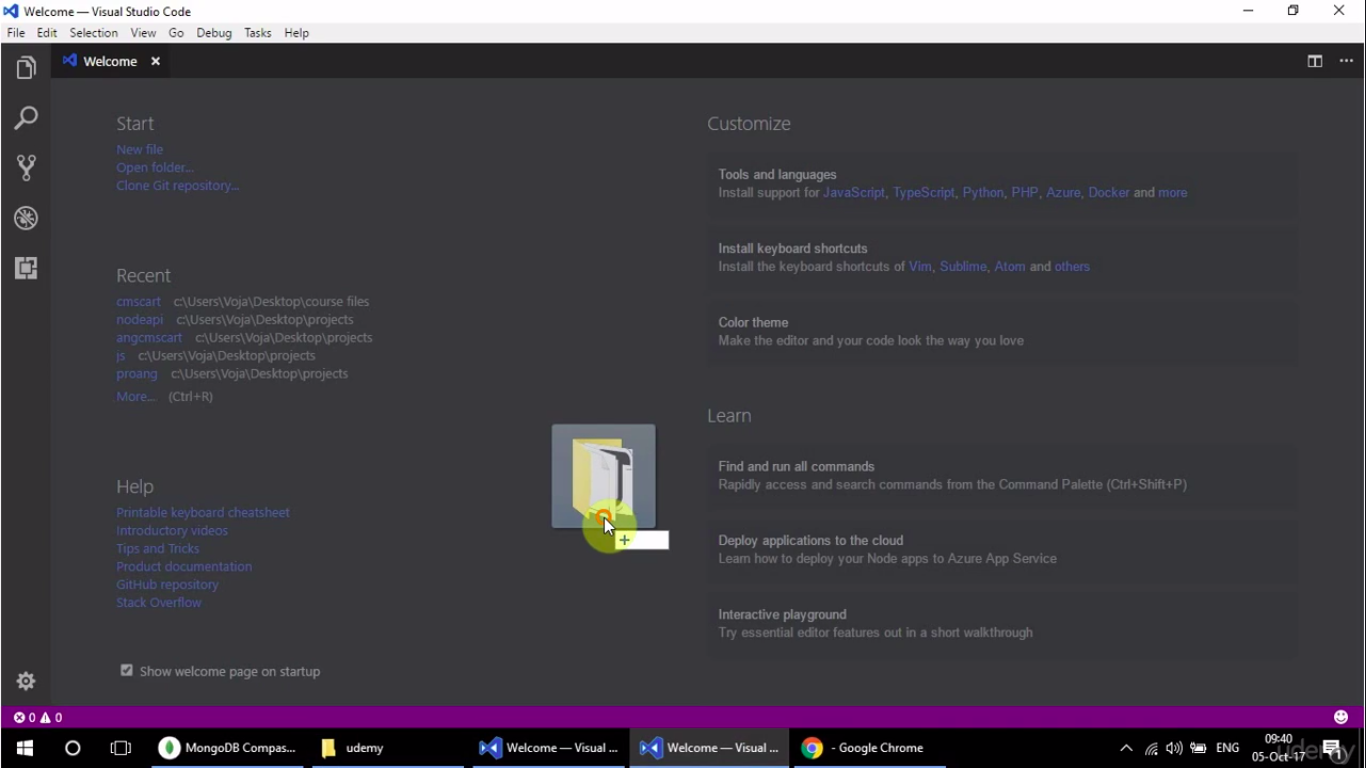 Welcome — Visual Studio Code
File Edit Selection View Go Debug Tasks Help
Welcome
Start
New file
Open folder...
Clone Git repository...
Recent
cmscart c:\Users\Voja\Desktop\course files
nodeapi c:\Users\Voja\Desktop\projects
angcmscart c:\Users\Voja\Desktop\projects
js c:\Users\Voja\Desktop\projects
proang c:\Users\Voja\Desktop\projects
More... (Ctrl+R)
Help
Printable keyboard cheatsheet
Introductory videos
Tips and Tricks
Product documentation
GitHub repository
Stack Overflow
Show welcome page on startup
Customize
Tools and languages
Install support for JavaScript, TypeScript, Python, PHP, Azure, Docker and more
Install keyboard shortcuts
Install the keyboard shortcuts of Vim, Sublime, Atom and others
Color theme
Make the editor and your code look the way you love
Learn
Find and run all commands
Rapidly access and search commands from the Command Palette (Ctrl+Shift+P)
Deploy applications to the cloud
Learn how to deploy your Node apps to Azure App Service
Interactive playground
Try essential editor features out in a short walkthrough
0 0
MongoDB Compas...
udemy
Welcome — Visual ...
Welcome — Visual ...
- Google Chrome
ENG
09:40
05-Oct-17
1
udemy